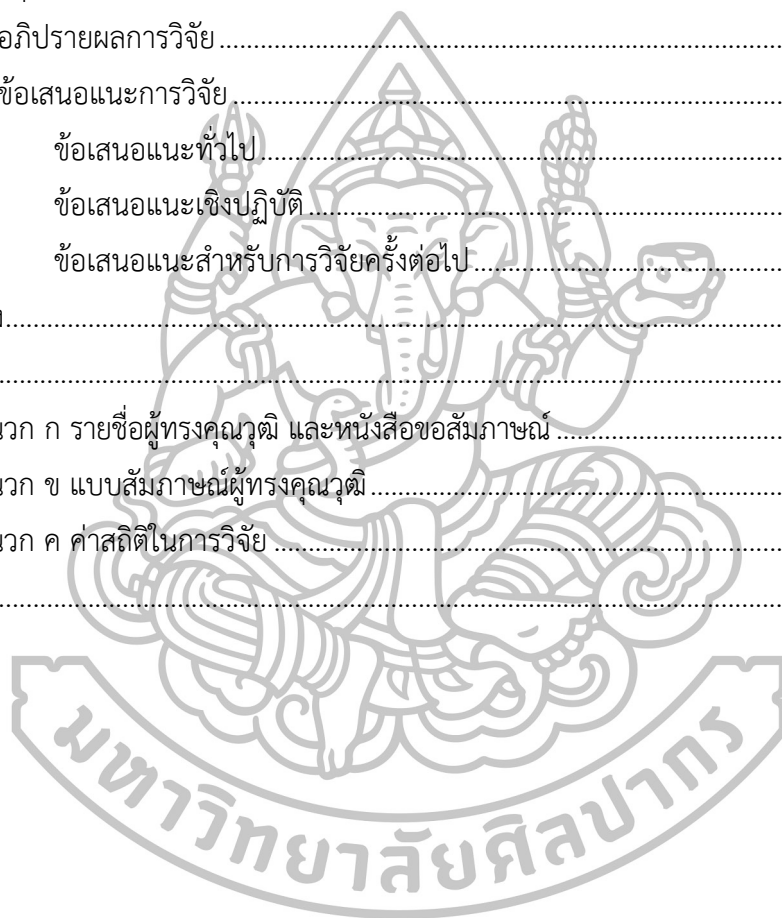 อภิปรายผลการวิจัย
ข้อเสนอแนะการวิจัย
ข้อเสนอแนะทั่วไป
ข้อเสนอแนะเชิงปฏิบัติ
ข้อเสนอแนะสำหรับการวิจัยครั้งต่อไป
นวก ก รายชื่อผู้ทรงคุณวุฒิ และหนังสือขอสัมภาษณ์
นวก ข แบบสัมภาษณ์ผู้ทรงคุณวุฒิ
นวก ค ค่าสถิติในการวิจัย
มหาวิทยาลัยศิลปากร